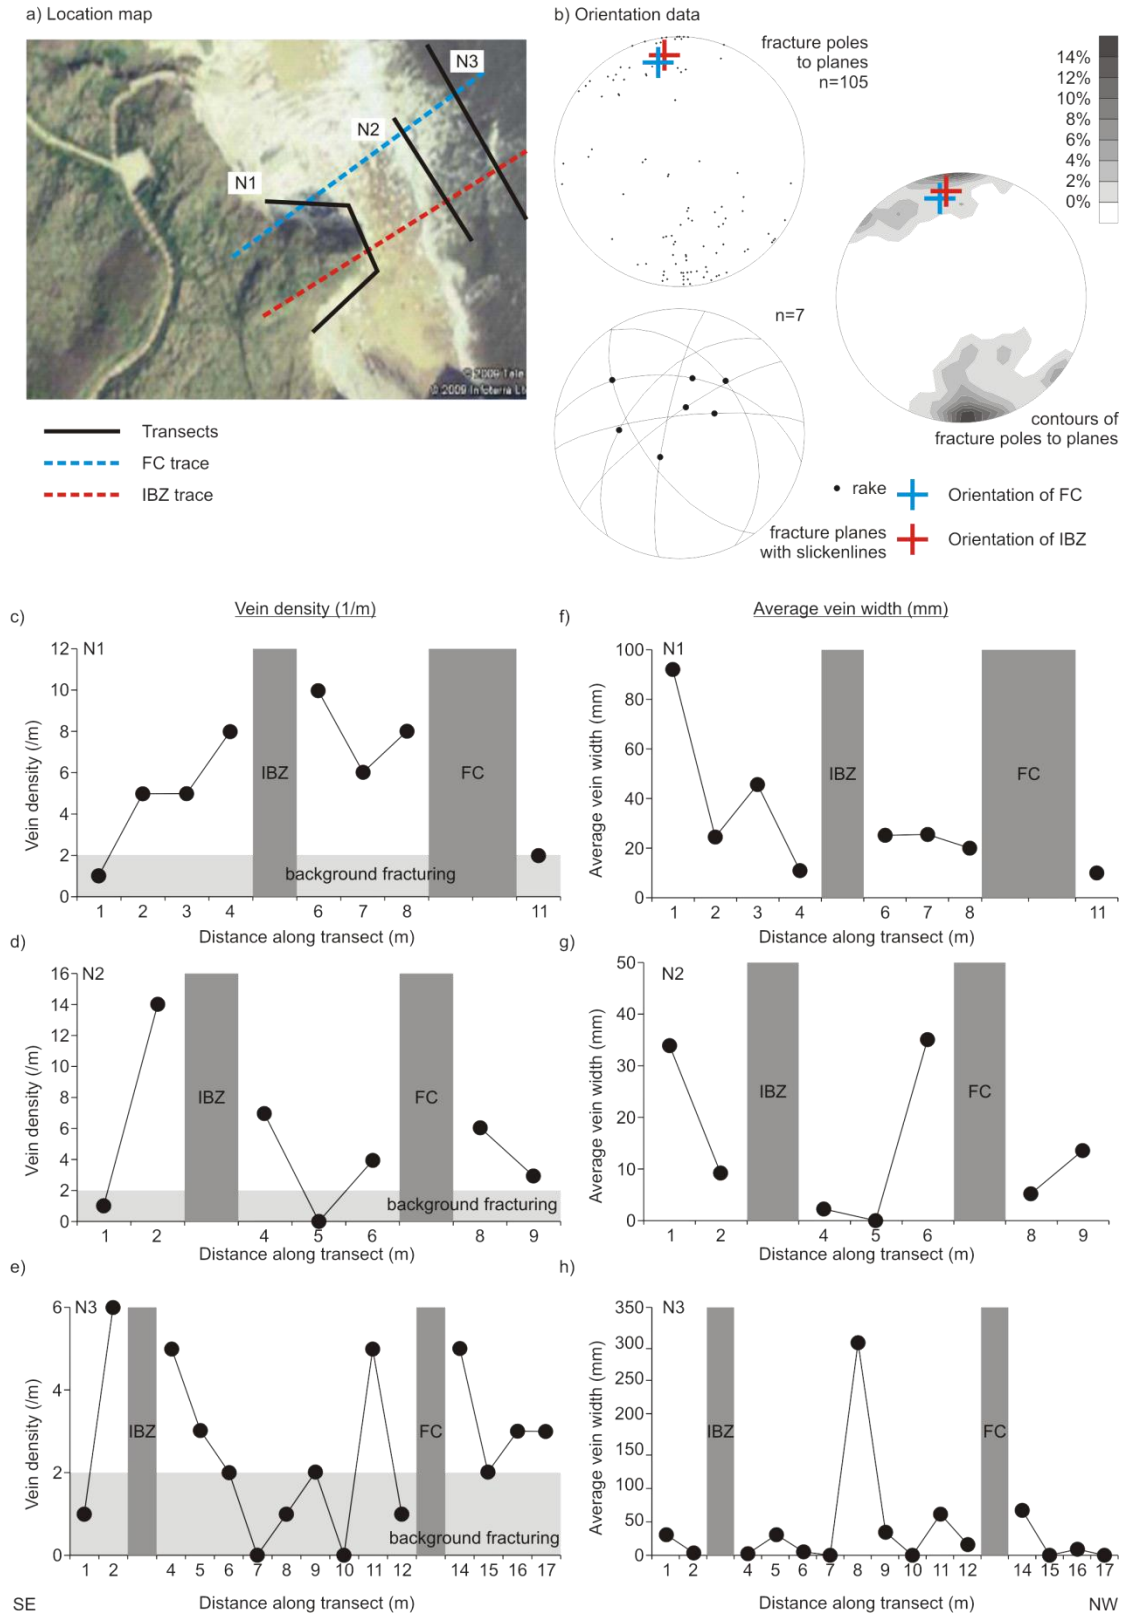 a) Location map
N1
N2
N3
© 2009 Tele
© 2009 Infoterra Lt
Transects
FC trace
IBZ trace
b) Orientation data
fracture poles
to planes
n=105
14%
12%
10%
8%
6%
4%
2%
0%
n=7
contours of
fracture poles to planes
rake
Orientation of FC
fracture planes
with slickenlines
Orientation of IBZ
c)
Vein density (1/m)
N1
Vein density (/m)
12
10
8
6
4
2
0
IBZ
FC
background fracturing
1 2 3 4 6 7 8 11
Distance along transect (m)
f)
Average vein width (mm)
N1
Average vein width (mm)
100
80
60
40
20
0
IBZ
FC
1 2 3 4 6 7 8 11
Distance along transect (m)
d)
N2
Vein density (/m)
16
14
12
10
8
6
4
2
0
IBZ
FC
background fracturing
1 2 4 5 6 8 9
Distance along transect (m)
g)
N2
Average vein width (mm)
50
40
30
20
10
0
IBZ
FC
1 2 4 5 6 8 9
Distance along transect (m)
e)
N3
Vein density (/m)
6
4
2
0
IBZ
FC
background fracturing
1 2 4 5 6 7 8 9 10 11 12 14 15 16 17
Distance along transect (m)
SE
h)
N3
Average vein width (mm)
350
300
250
200
150
100
50
0
IBZ
FC
1 2 4 5 6 7 8 9 10 11 12 14 15 16 17
Distance along transect (m)
NW